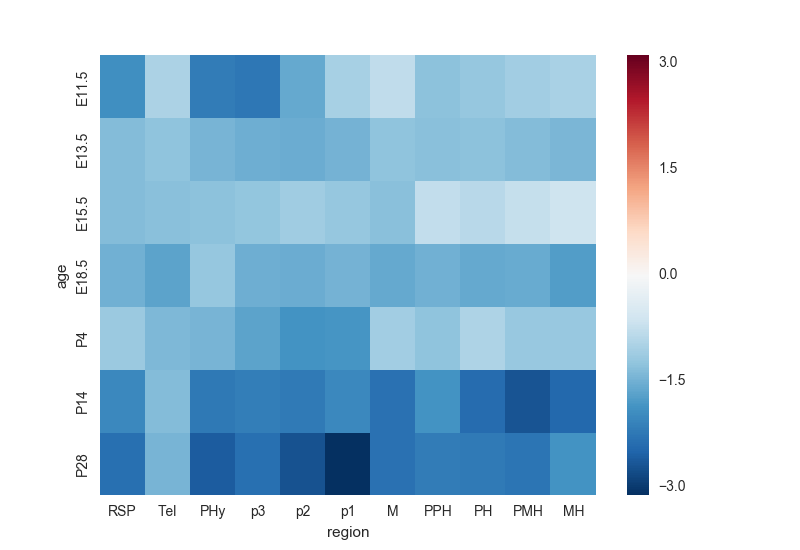 E11.5
E13.5
E15.5
E18.5
P4
P14
P28
age
RSP Tel PHy p3 p2 p1 M PPH PH PMH MH
region
3.0
1.5
0.0
−1.5
−3.0